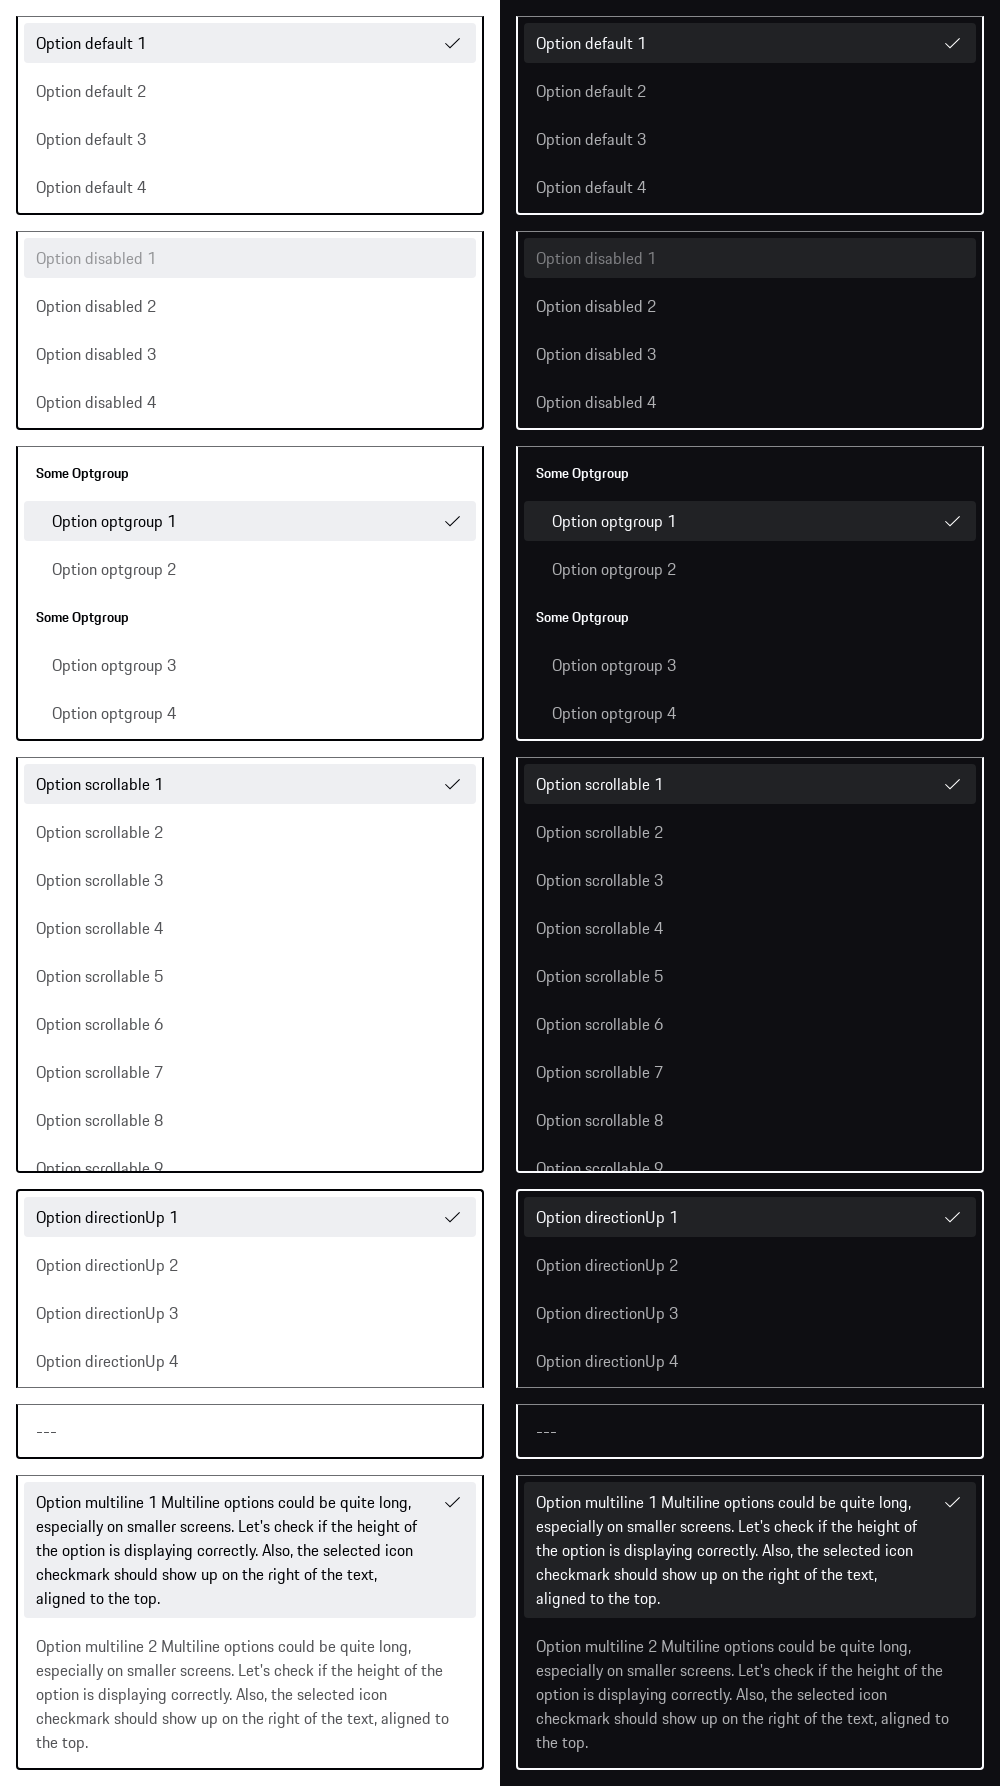 Option default 1
Option default 2
Option default 3
Option default 4
Option disabled 1
Option disabled 2
Option disabled 3
Option disabled 4
Some Optgroup
Option optgroup 1
Option optgroup 2
Some Optgroup
Option optgroup 3
Option optgroup 4
Option scrollable 1
Option scrollable 2
Option scrollable 3
Option scrollable 4
Option scrollable 5
Option scrollable 6
Option scrollable 7
Option scrollable 8
Option scrollable 9
Option directionUp 1
Option directionUp 2
Option directionUp 3
Option directionUp 4
---
Option multiline 1 Multiline options could be quite long,
especially on smaller screens. Let's check if the height of
the option is displaying correctly. Also, the selected icon
checkmark should show up on the right of the text,
aligned to the top.
Option multiline 2 Multiline options could be quite long,
especially on smaller screens. Let's check if the height of the
option is displaying correctly. Also, the selected icon
checkmark should show up on the right of the text, aligned to
the top.
Option default 1
Option default 2
Option default 3
Option default 4
Option disabled 1
Option disabled 2
Option disabled 3
Option disabled 4
Some Optgroup
Option optgroup 1
Option optgroup 2
Some Optgroup
Option optgroup 3
Option optgroup 4
Option scrollable 1
Option scrollable 2
Option scrollable 3
Option scrollable 4
Option scrollable 5
Option scrollable 6
Option scrollable 7
Option scrollable 8
Option scrollable 9
Option directionUp 1
Option directionUp 2
Option directionUp 3
Option directionUp 4
---
Option multiline 1 Multiline options could be quite long,
especially on smaller screens. Let's check if the height of
the option is displaying correctly. Also, the selected icon
checkmark should show up on the right of the text,
aligned to the top.
Option multiline 2 Multiline options could be quite long,
especially on smaller screens. Let's check if the height of the
option is displaying correctly. Also, the selected icon
checkmark should show up on the right of the text, aligned to
the top.